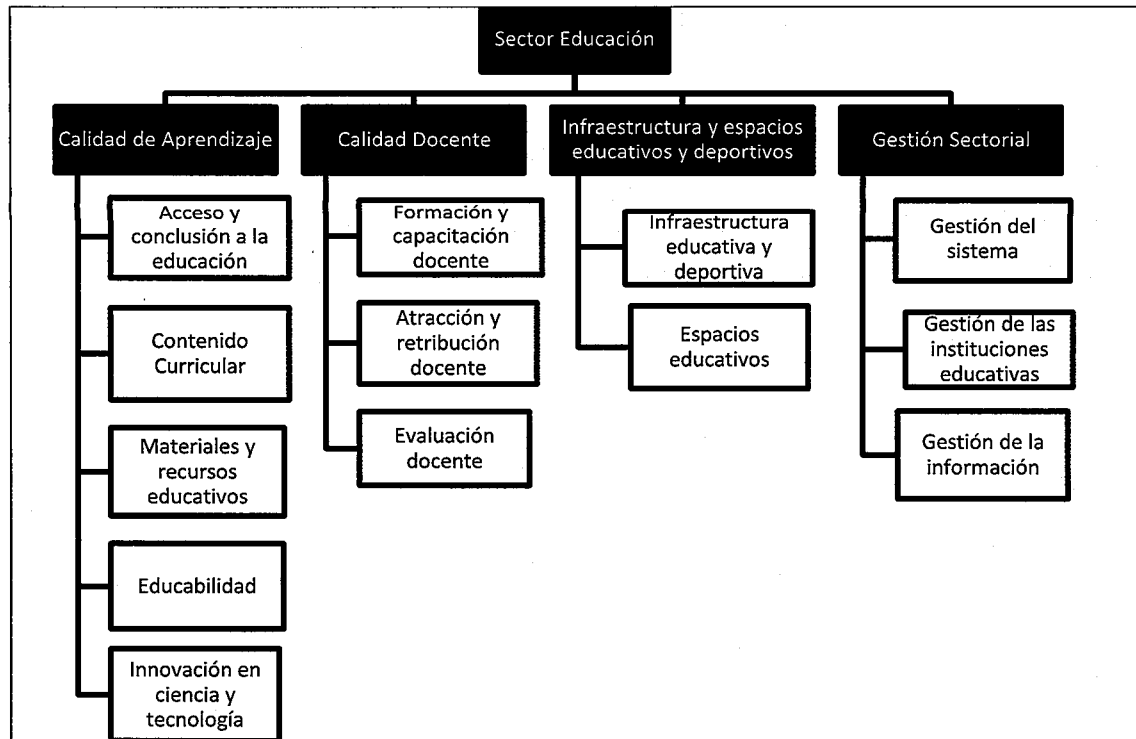 Sector Educación
Calidad de Aprendizaje
Acceso y
conclusión a la
educación
Contenido
Curricular
Materiales y
recursos
educativos
Educabilidad
Innovación en
ciencia y
tecnología
Calidad Docente
Formación y
capacitación
docente
Atracción y
retribución
docente
Evaluación
docente
Infraestructura y espacios
educativos y deportivos
Infraestructura
educativa y
deportiva
Espacios
educativos
Gestión Sectorial
Gestión del
sistema
Gestión de las
instituciones
educativas
Gestión de la
información